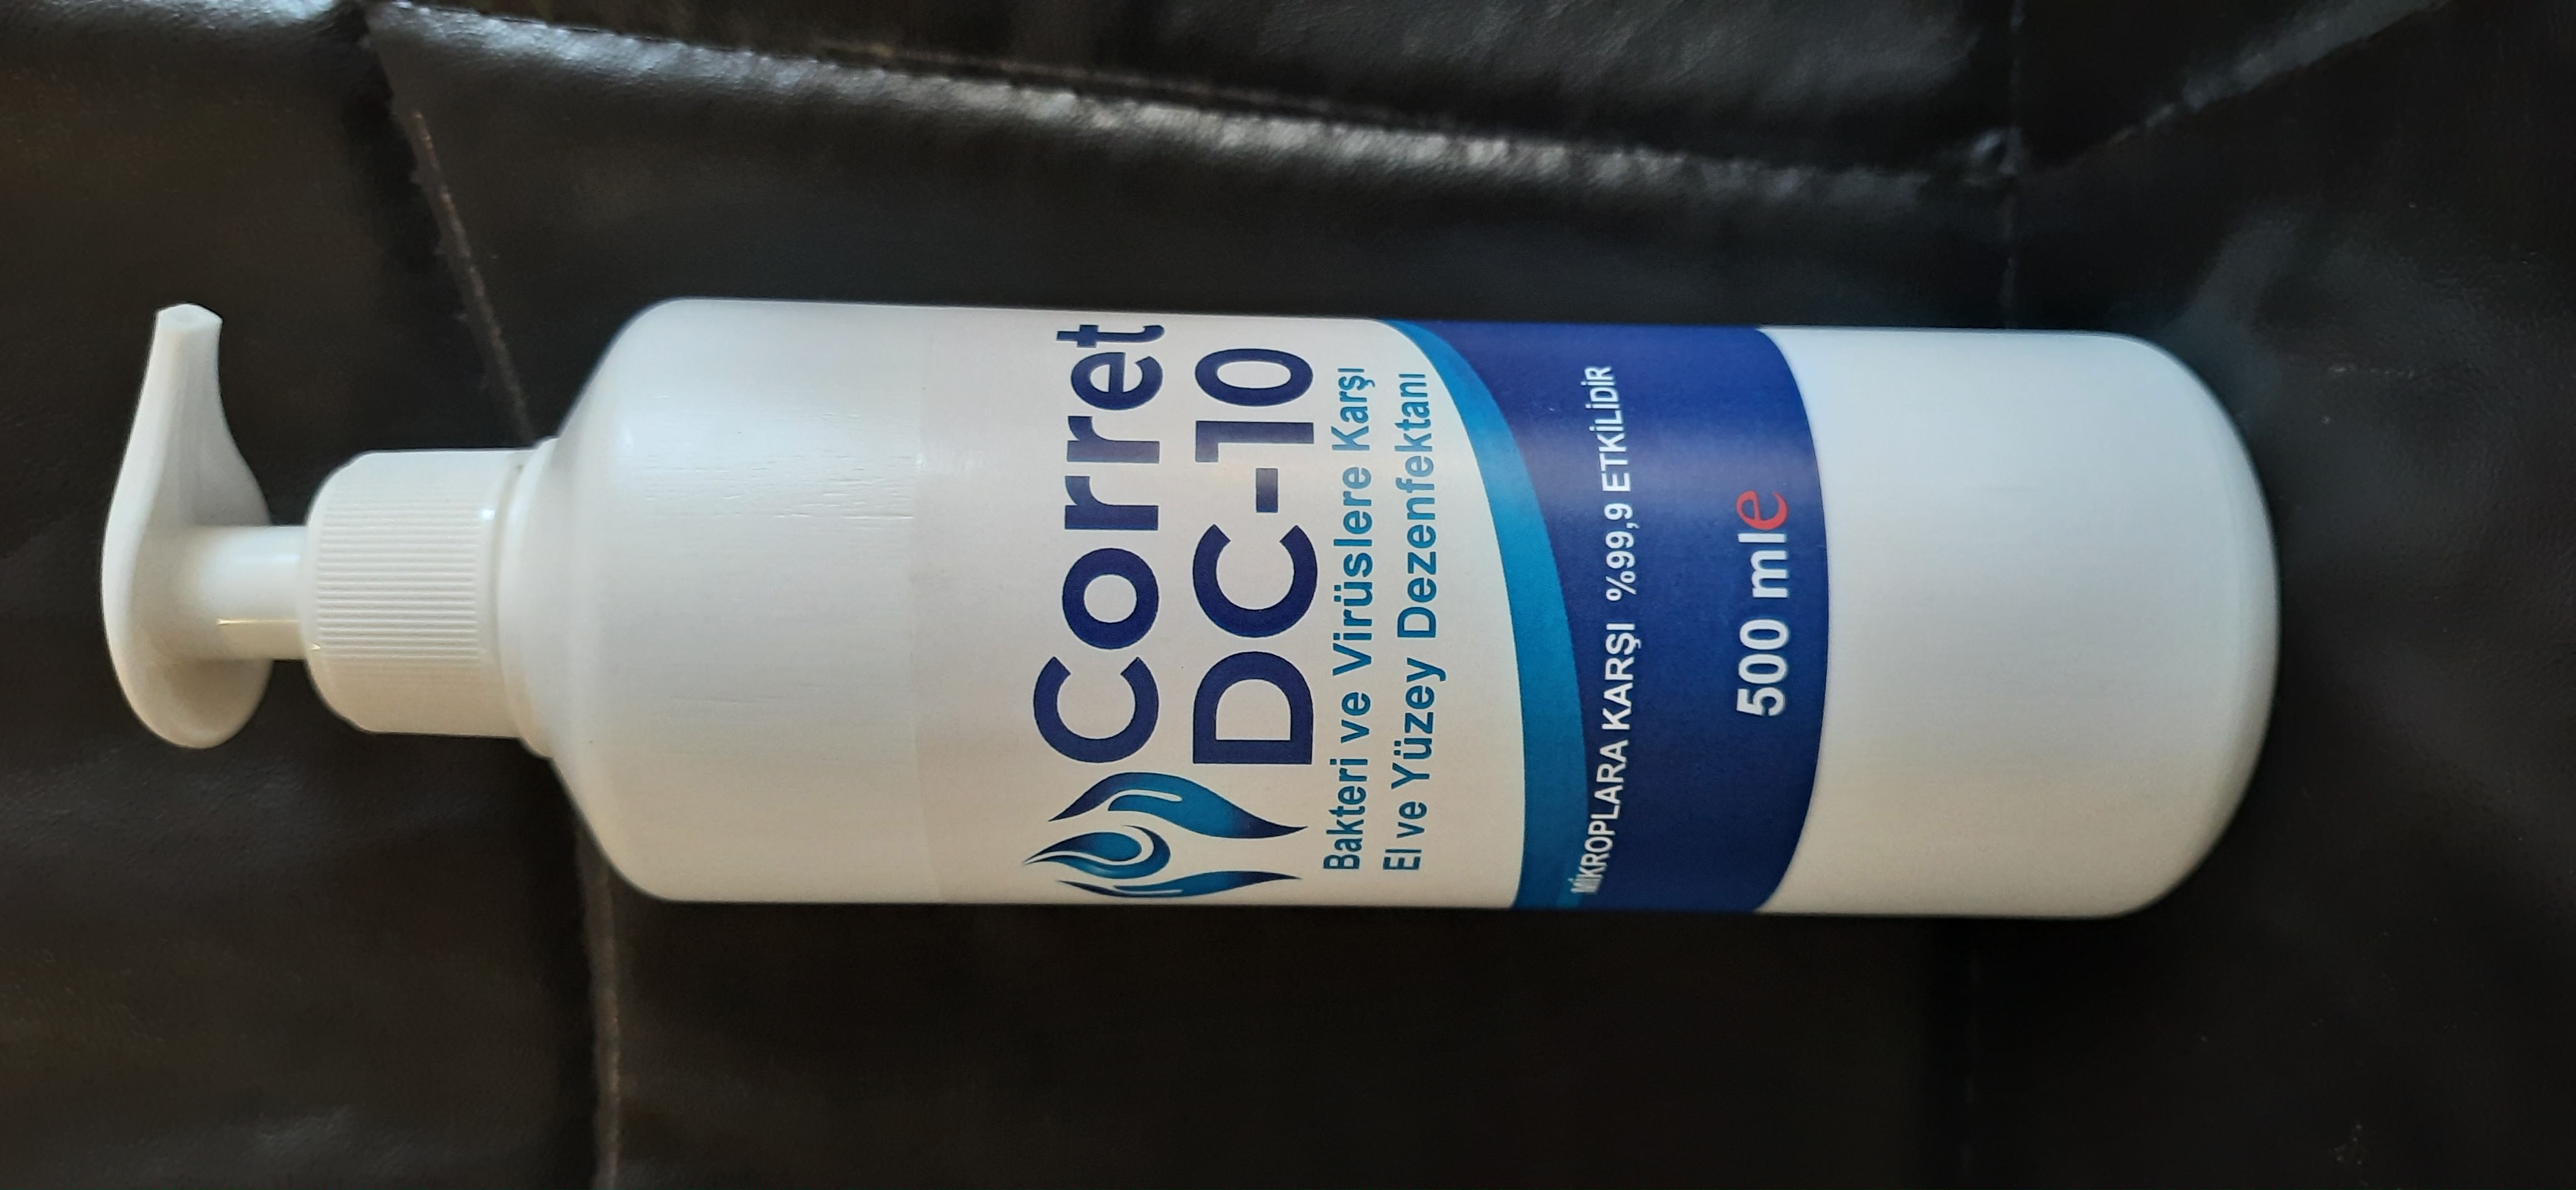 Corret
DC-10
Bakteri ve Virüslere Karşı
El ve Yüzey Dezenfektanı
MİKROPLARA KARŞI %99,9 ETKİLİDİR
500 mle